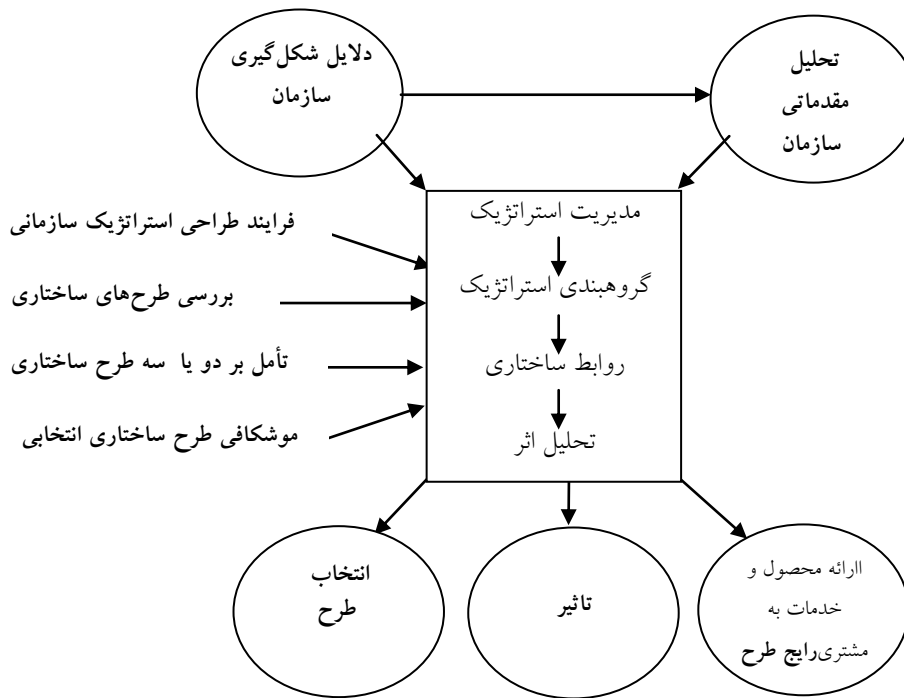 دلایل شکل‌گیری
سازمان
تحلیل
مقدماتی
سازمان
مدیریت استراتژیک
گروهبندی استراتژیک
روابط ساختاری
تحلیل اثر
فرایند طراحی استراتژیک سازمانی
بررسی طرح‌های ساختاری
تأمل بر دو یا سه طرح ساختاری
موشکافی طرح ساختاری انتخابی
اارائه محصول و
خدمات به
مشتریرایج طرح
تاثیر
انتخاب
طرح